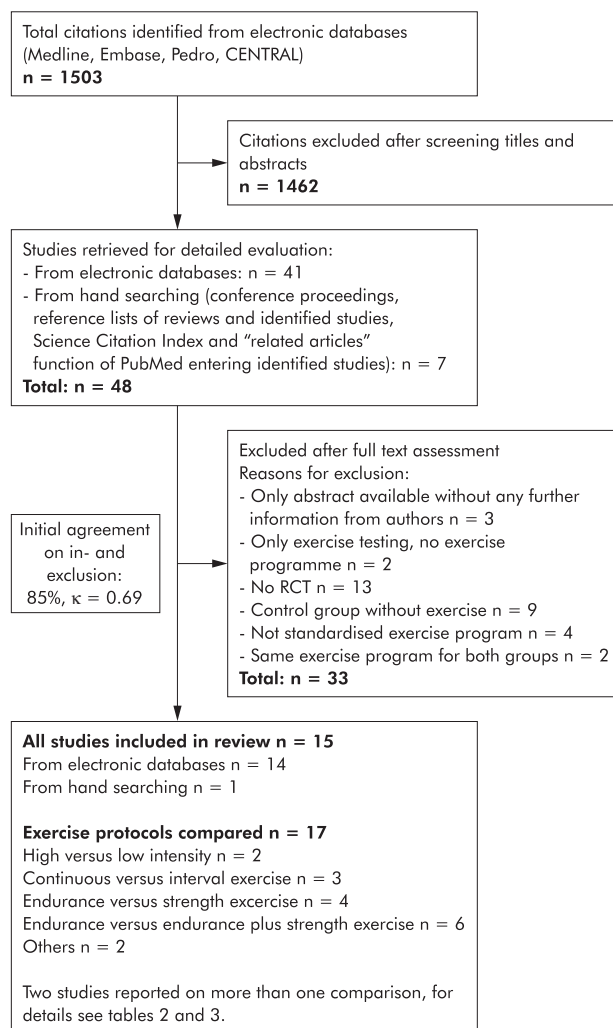 Total citations identified from electronic databases
(Medline, Embase, Pedro, CENTRAL)
n = 1503
Citations excluded after screening titles and
abstracts
n = 1462
Studies retrieved for detailed evaluation:
- From electronic databases: n = 41
- From hand searching (conference proceedings,
reference lists of reviews and identified studies,
Science Citation Index and “related articles”
function of PubMed entering identified studies): n = 7
Total: n = 48
Excluded after full text assessment
Reasons for exclusion:
- Only abstract available without any further
information from authors n = 3
- Only exercise testing, no exercise
programme n = 2
- No RCT n = 13
- Control group without exercise n = 9
- Not standardised exercise program n = 4
- Same exercise program for both groups n = 2
Total: n = 33
Initial agreement
on in- and
exclusion:
85%, κ = 0.69
All studies included in review n = 15
From electronic databases n = 14
From hand searching n = 1
Exercise protocols compared n = 17
High versus low intensity n = 2
Continuous versus interval exercise n = 3
Endurance versus strength excercise n = 4
Endurance versus endurance plus strength exercise n = 6
Others n = 2
Two studies reported on more than one comparison, for
details see tables 2 and 3.